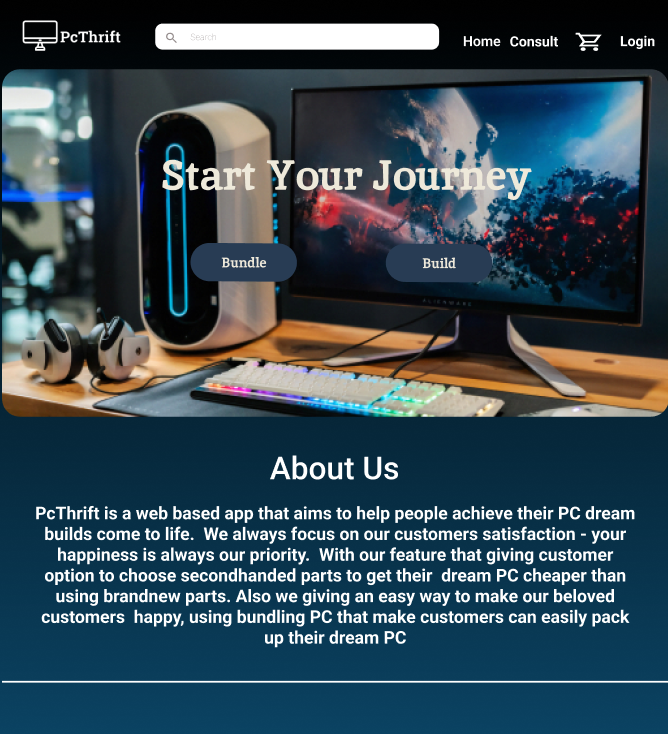 PcThrift
Search
Home Consult
Login
Start Your Journey
Bundle
Build
ALIENWARE
About Us
PcThrift is a web based app that aims to help people achieve their PC dream
builds come to life.  We always focus on our customers satisfaction - your
happiness is always our priority.  With our feature that giving customer
option to choose secondhanded parts to get their  dream PC cheaper than
using brandnew parts. Also we giving an easy way to make our beloved
customers  happy, using bundling PC that make customers can easily pack
up their dream PC